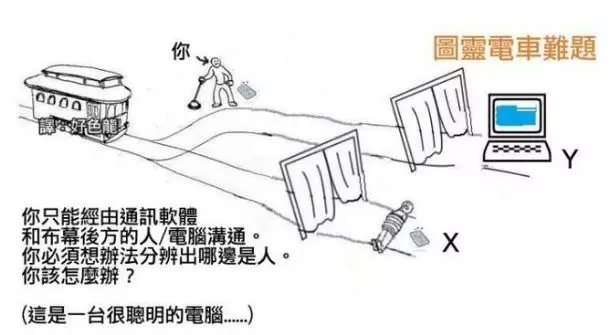 圖靈電車難題
你
譯：好色龍
Y
X
你只能經由通訊軟體
和布幕後方的人/電腦溝通。
你必須想辦法分辨出哪邊是人。
你該怎麼辦？
(這是一台很聰明的電腦......)